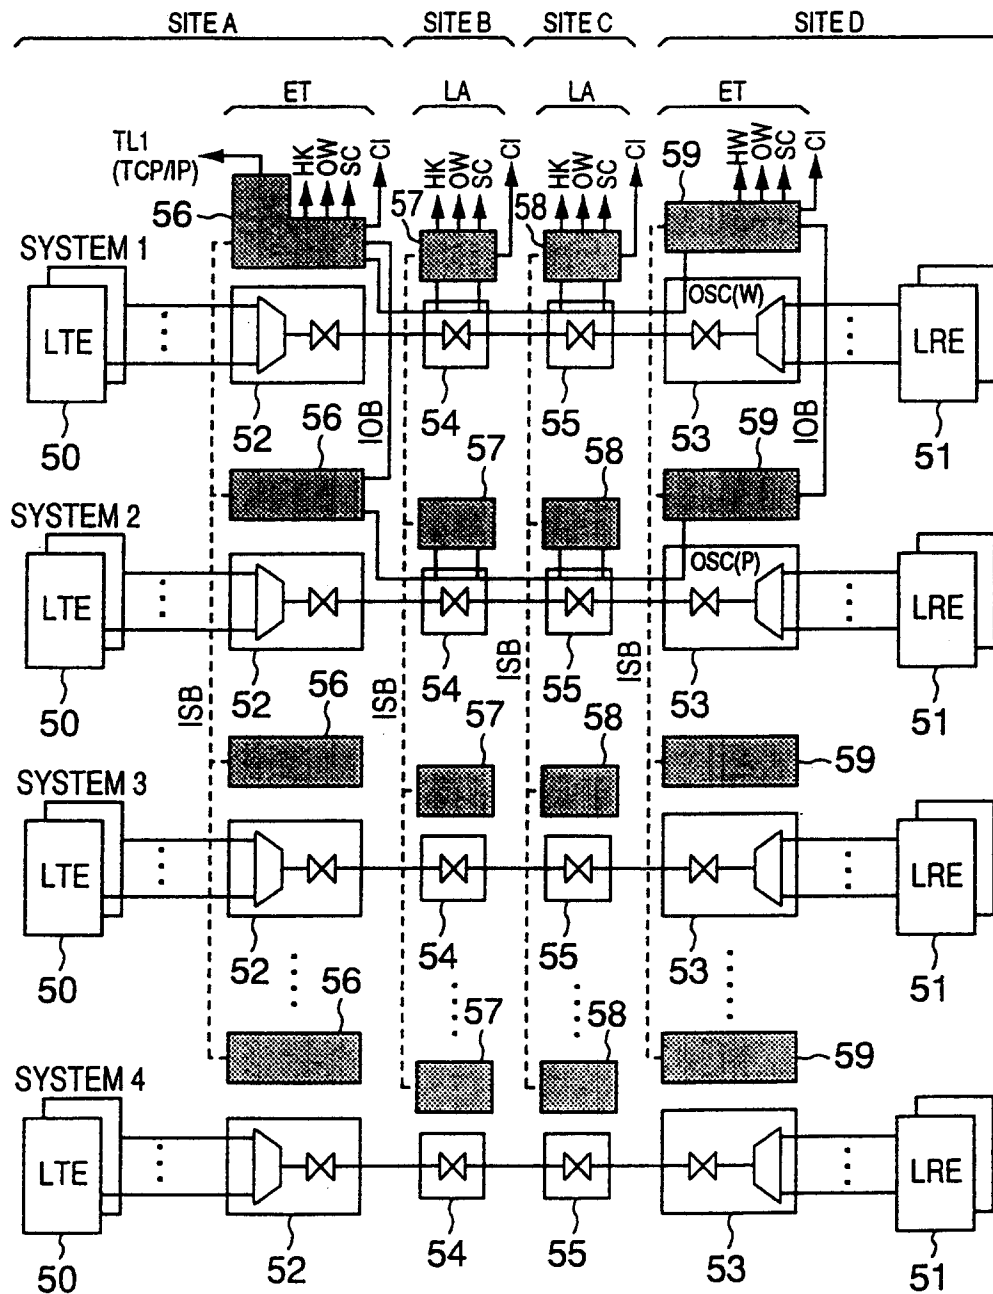 SITE A SITE B SITE C SITE D
ET LA LA ET
TL1
(TCP/IP)
HK OW SC CI
HK OW SC CI
HK OW SC CI
HW OW SC CI
56 57 58 59
SYSTEM 1
LTE OSC(W) LRE
50 52 IOB 54 55 53 IOB 51
56 57 58 59
SYSTEM 2
LTE OSC(P) LRE
50 52 54 55 53 51
ISB ISB ISB ISB
56 57 58 59
SYSTEM 3
LTE LRE
50 52 54 55 53 51
56 57 58 59
SYSTEM 4
LTE LRE
50 52 54 55 53 51